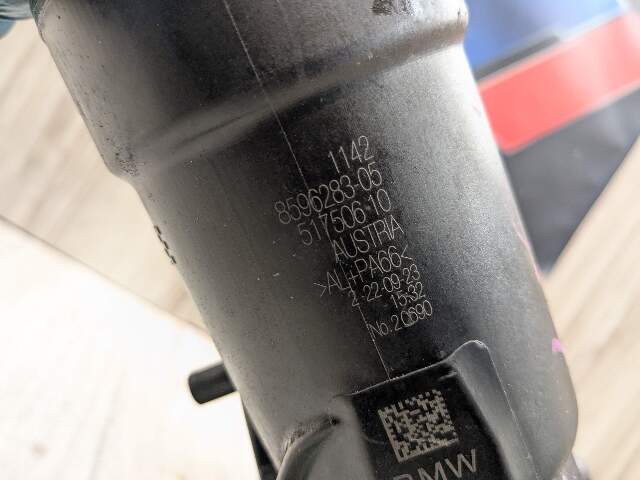 1142
8596283-05
517506 10
AUSTRIA
>AL+PA66<
2-22-09-23
15:32
No.:20690
BMW